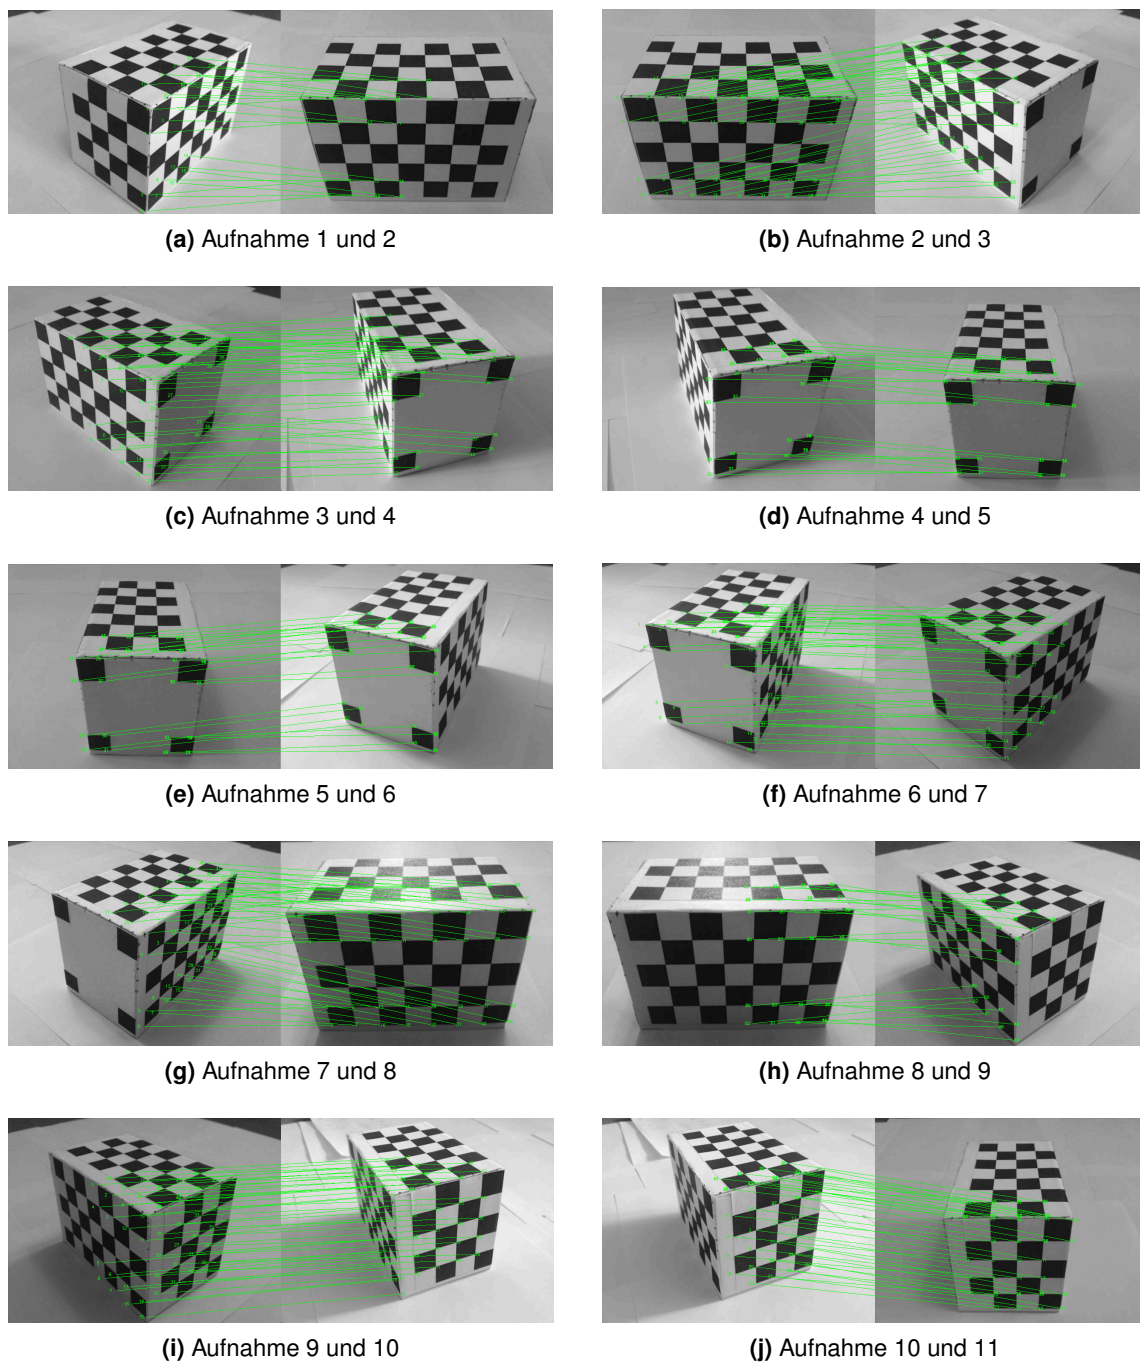 (a) Aufnahme 1 und 2
(b) Aufnahme 2 und 3
(c) Aufnahme 3 und 4
(d) Aufnahme 4 und 5
(e) Aufnahme 5 und 6
(f) Aufnahme 6 und 7
(g) Aufnahme 7 und 8
(h) Aufnahme 8 und 9
(i) Aufnahme 9 und 10
(j) Aufnahme 10 und 11